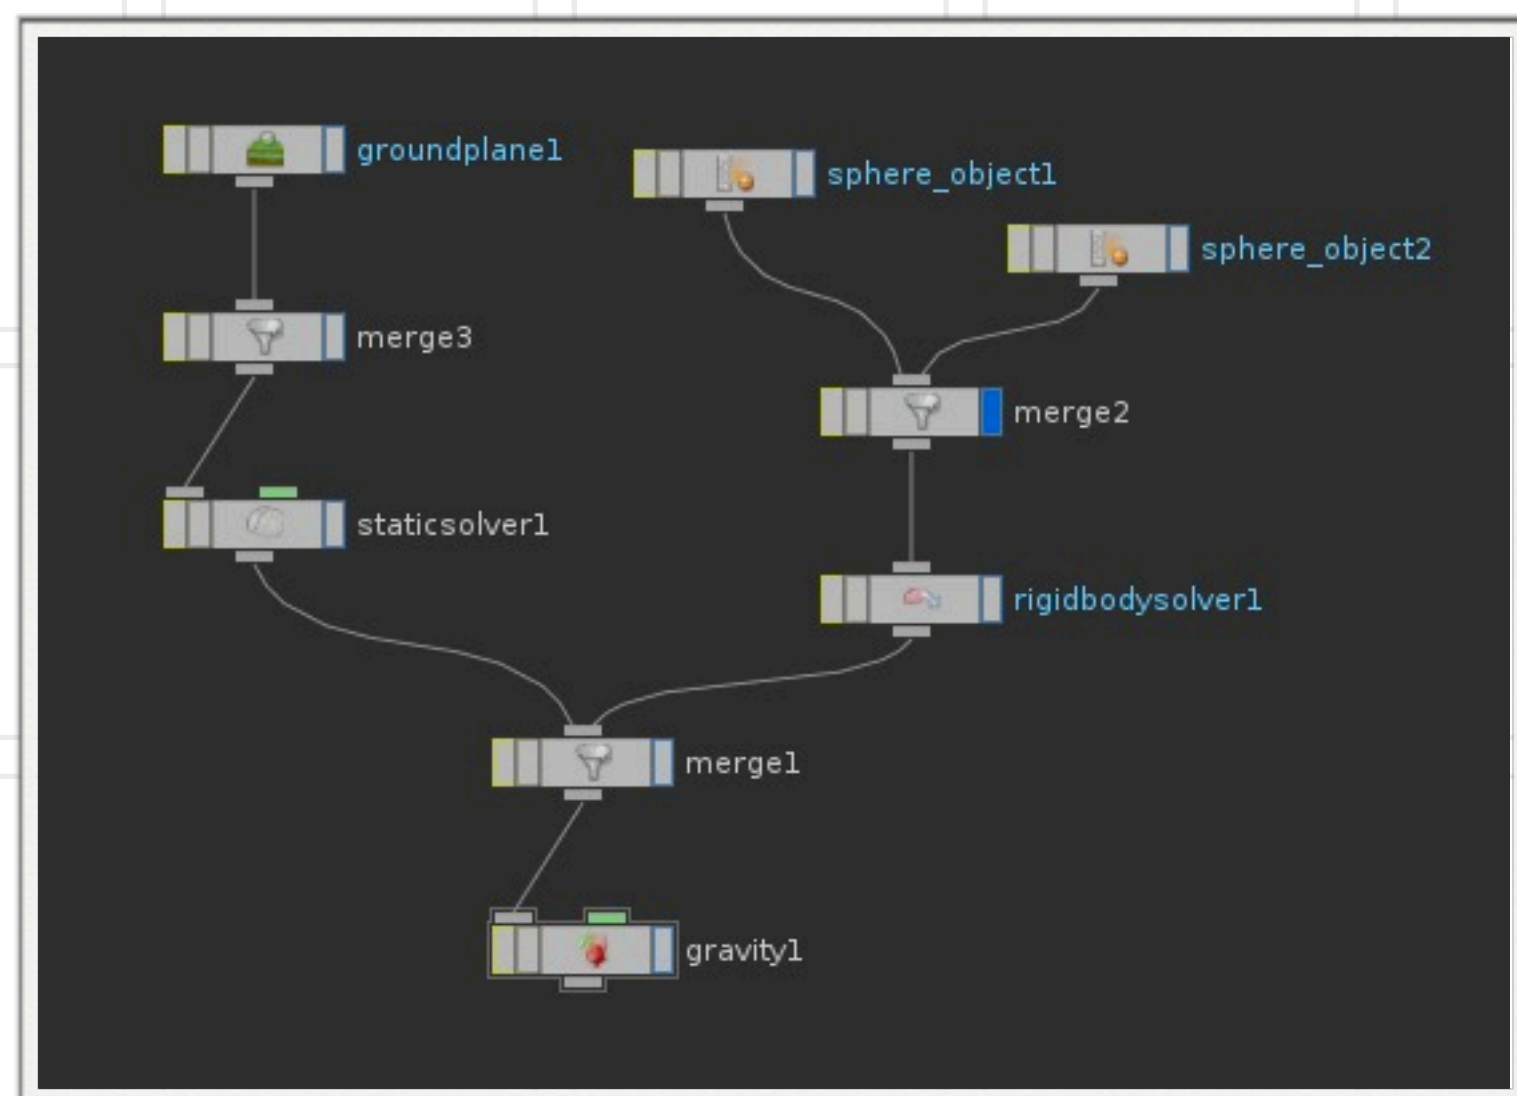 groundplane1
sphere_object1
sphere_object2
merge3
merge2
staticsolver1
rigidbodysolver1
merge1
gravity1